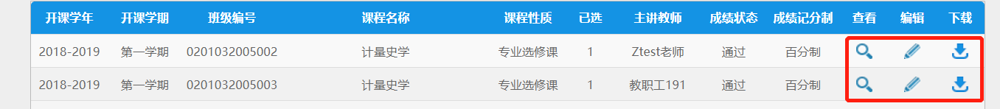 开课学年 开课学期 班级编号 课程名称 课程性质 已选 主讲教师 成绩状态 成绩记分制 查看 编辑 下载
2018-2019 第一学期 0201032005002 计量史学 专业选修课 1 Ztest老师 通过 百分制
2018-2019 第一学期 0201032005003 计量史学 专业选修课 1 教职工191 通过 百分制